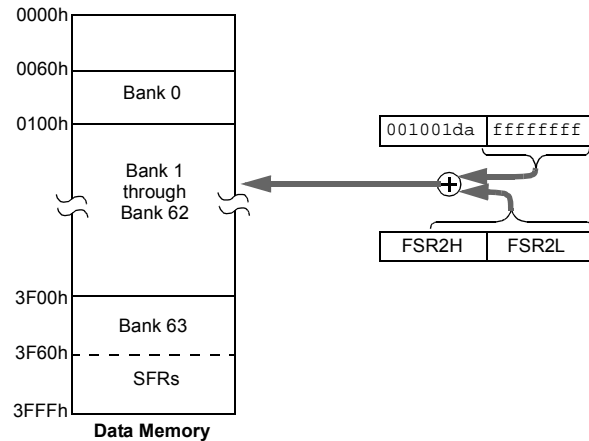 0000h
0060h
Bank 0
0100h
001001da ffffffff
Bank 1
through
Bank 62
FSR2H FSR2L
3F00h
Bank 63
3F60h
SFRs
3FFFh
Data Memory